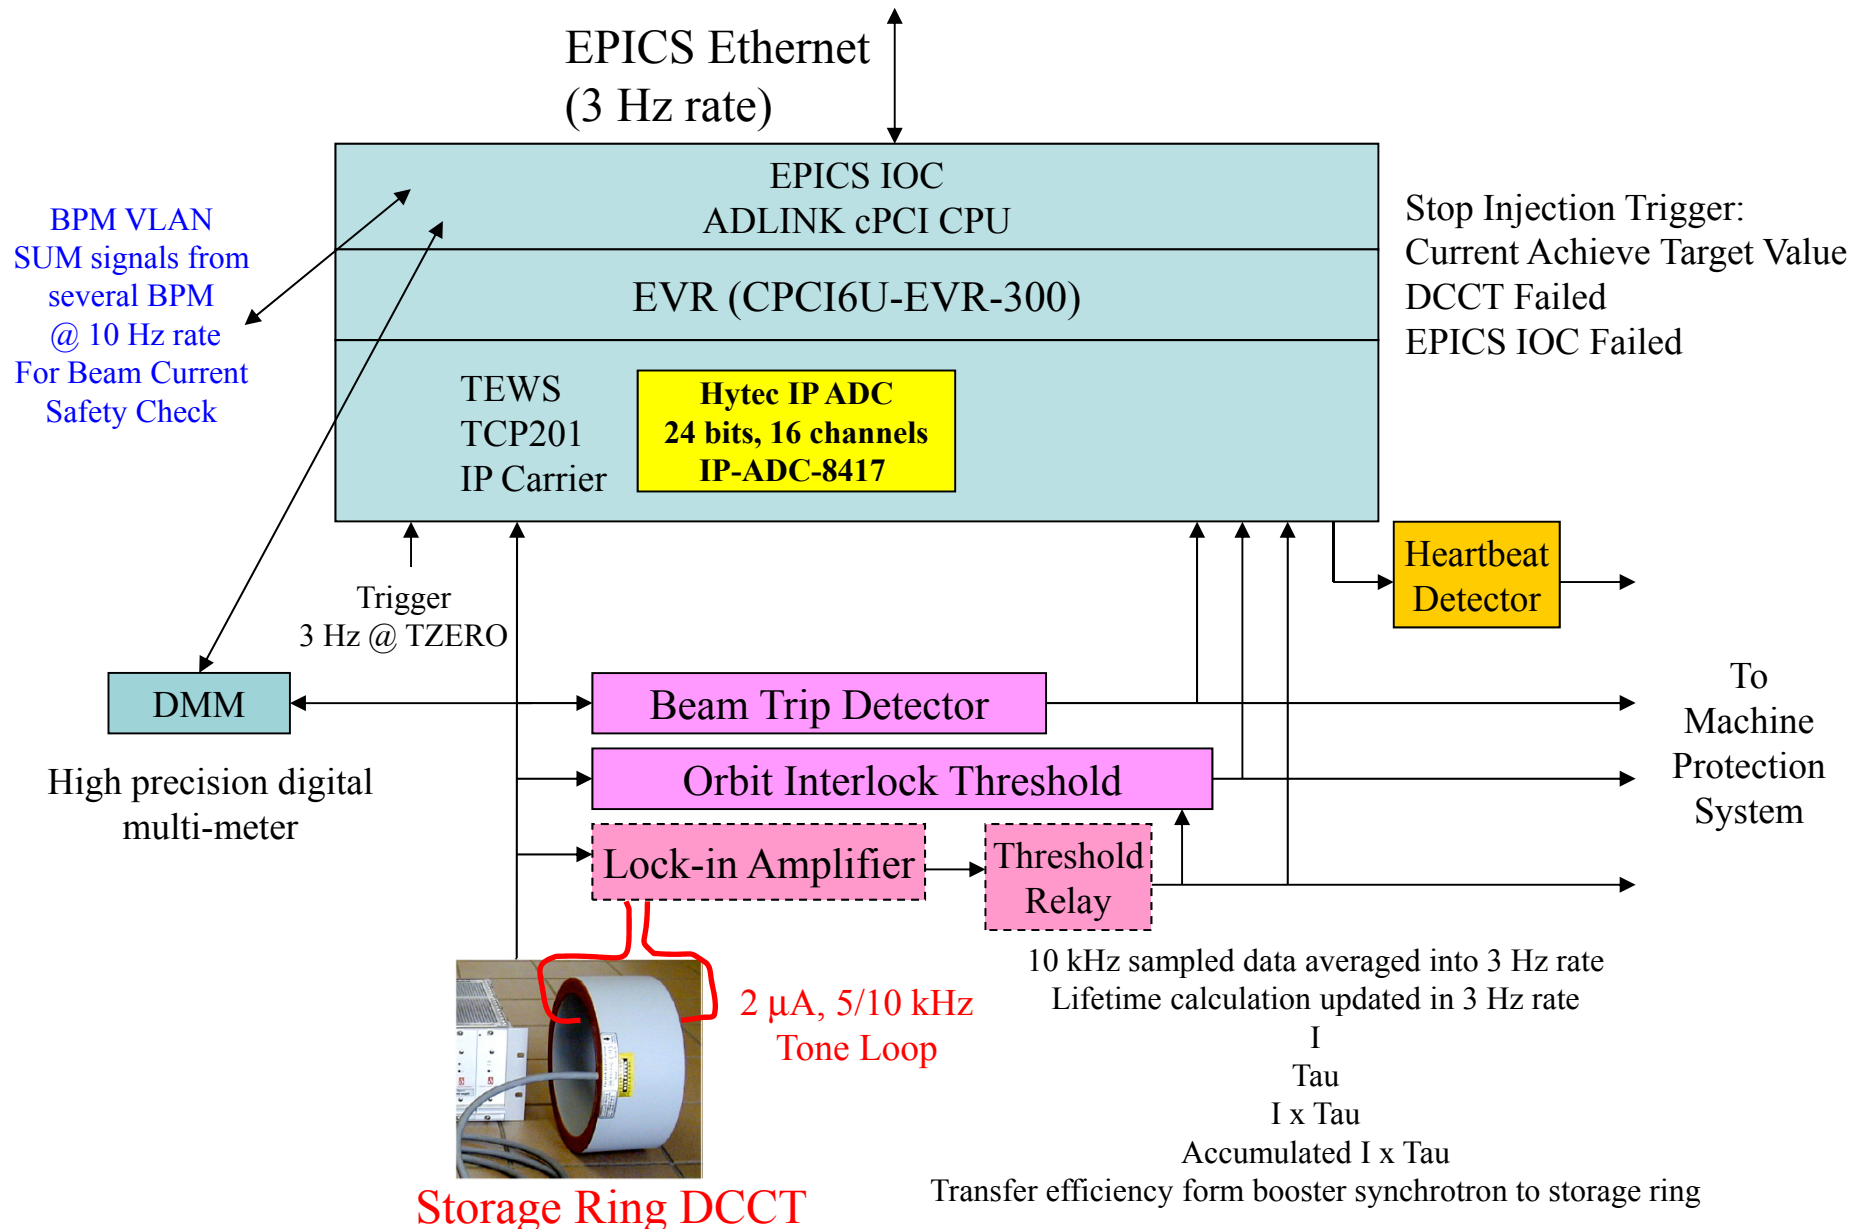 EPICS Ethernet
(3 Hz rate)
EPICS IOC
ADLINK cPCI CPU
BPM VLAN
SUM signals from
several BPM
@ 10 Hz rate
For Beam Current
Safety Check
Stop Injection Trigger:
Current Achieve Target Value
DCCT Failed
EPICS IOC Failed
EVR (CPCI6U-EVR-300)
TEWS
TCP201
IP Carrier
Hytec IP ADC
24 bits, 16 channels
IP-ADC-8417
Heartbeat
Detector
Trigger
3 Hz @ TZERO
DMM
High precision digital
multi-meter
Beam Trip Detector
Orbit Interlock Threshold
Lock-in Amplifier
Threshold
Relay
To
Machine
Protection
System
2 μA, 5/10 kHz
Tone Loop
Storage Ring DCCT
10 kHz sampled data averaged into 3 Hz rate
Lifetime calculation updated in 3 Hz rate
I
Tau
I x Tau
Accumulated I x Tau
Transfer efficiency form booster synchrotron to storage ring